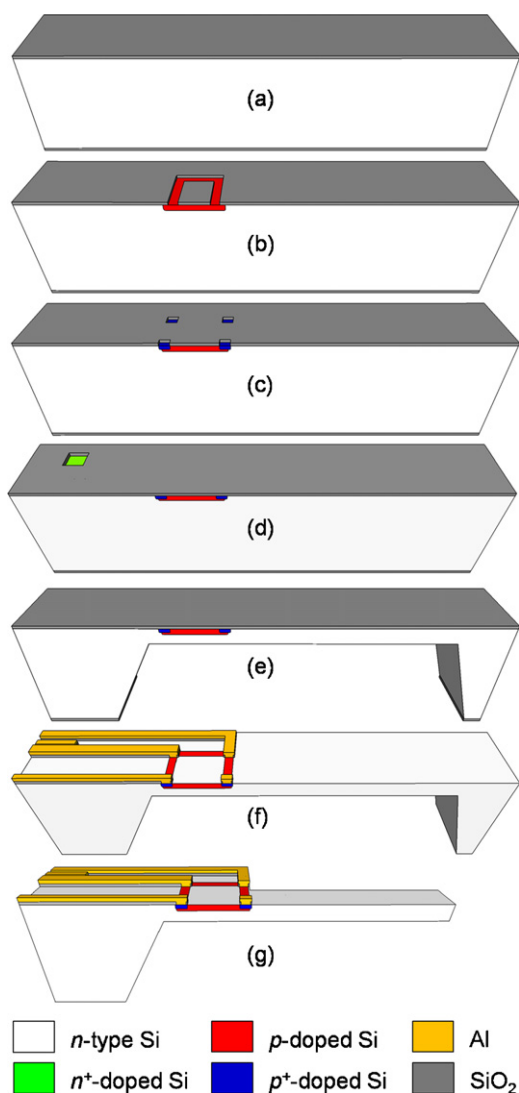 (a)
(b)
(c)
(d)
(e)
(f)
(g)
n-type Si p-doped Si Al
n⁺-doped Si p⁺-doped Si SiO₂